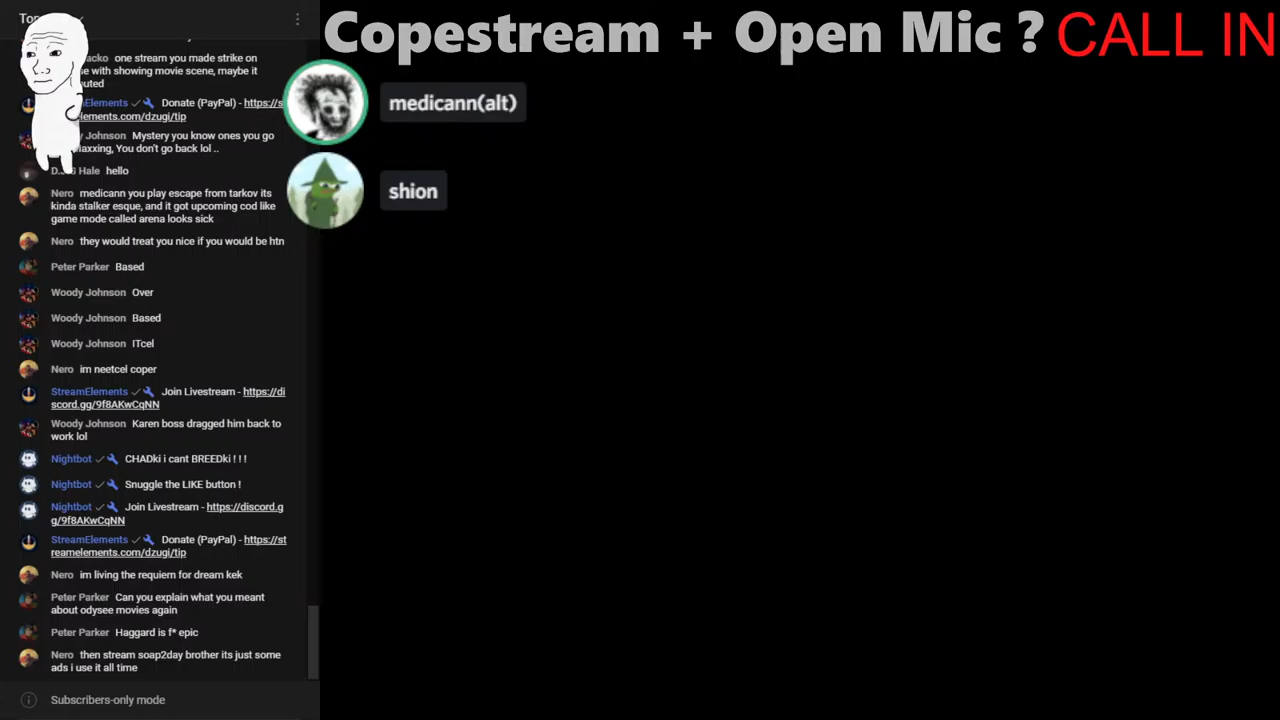 Copestream + Open Mic ? CALL IN
medicann(alt)
shion
one stream you made strike on
with showing movie scene, maybe it
Donate (PayPal) - https://s
elements.com/dzugi/tip
Johnson Mystery you know ones you go
You don't go back lol ..
Hale hello
Nero medicann you play escape from tarkov its
kinda stalker esque, and it got upcoming cod like
game mode called arena looks sick
Nero they would treat you nice if you would be htn
Peter Parker Based
Woody Johnson Over
Woody Johnson Based
Woody Johnson ITcel
Nero im neetcel coper
StreamElements Join Livestream - https://di
scord.gg/9f8AKwCqNN
Woody Johnson Karen boss dragged him back to
work lol
Nightbot CHADki i cant BREEDki ! ! !
Nightbot Snuggle the LIKE button !
Nightbot Join Livestream - https://discord.g
g/9f8AKwCqNN
StreamElements Donate (PayPal) - https://st
reamelements.com/dzugi/tip
Nero im living the requiem for dream kek
Peter Parker Can you explain what you meant
about odysee movies again
Peter Parker Haggard is f* epic
Nero then stream soap2day brother its just some
ads i use it all time
Subscribers-only mode